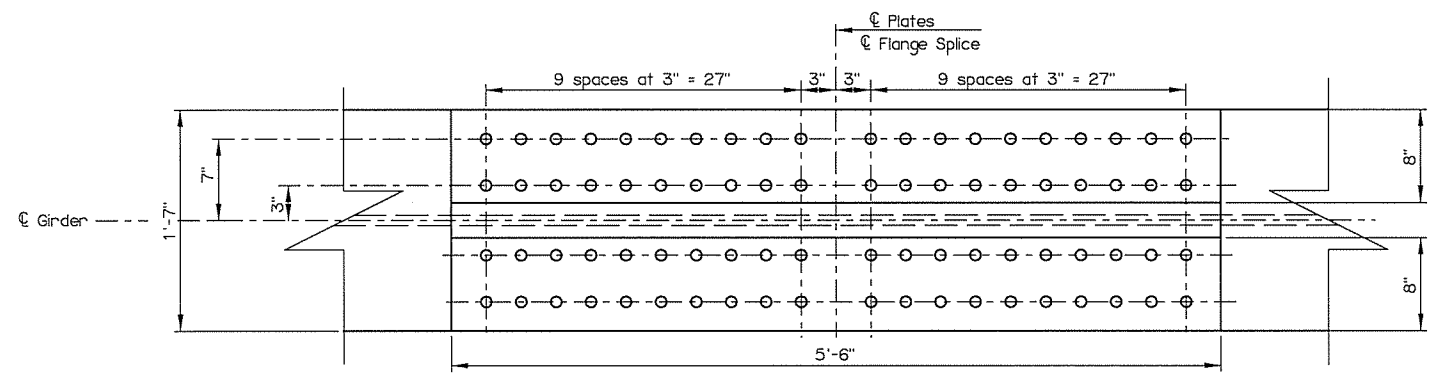 ℄ Plates
℄ Flange Splice
9 spaces at 3" = 27"
3"
3"
9 spaces at 3" = 27"
7"
3"
1'-7"
℄ Girder
8"
8"
5'-6"